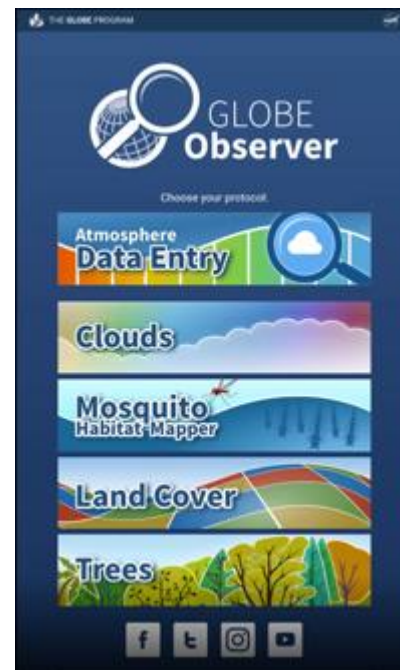 THE GLOBE PROGRAM
GLOBE
Observer
Choose your protocol.
Atmosphere
Data Entry
Clouds
Mosquito
Habitat Mapper
Land Cover
Trees